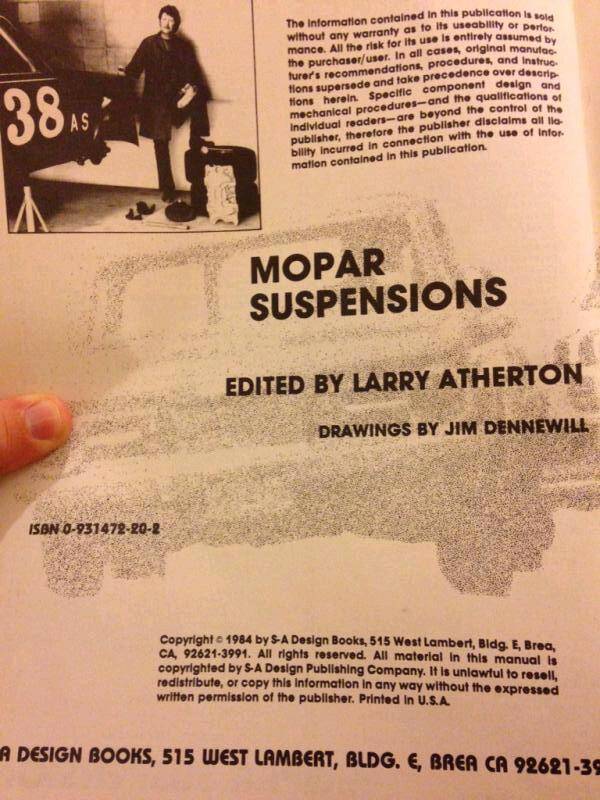 38 AS
The information contained in this publication is sold
without any warranty as to its useability or perfor-
mance. All the risk for its use is entirely assumed by
the purchaser/user. In all cases, original manufac-
turer's recommendations, procedures, and instruc-
tions supersede and take precedence over descrip-
tions herein. Specific component design and
mechanical procedures—and the qualifications of
individual readers—are beyond the control of the
publisher, therefore the publisher disclaims all lia-
bility incurred in connection with the use of infor-
mation contained in this publication.
MOPAR
SUSPENSIONS
EDITED BY LARRY ATHERTON
DRAWINGS BY JIM DENNEWILL
ISBN 0-931472-20-2
Copyright © 1984 by S-A Design Books, 515 West Lambert, Bldg. E, Brea,
CA, 92621-3991. All rights reserved. All material in this manual is
copyrighted by S-A Design Publishing Company. It is unlawful to resell,
redistribute, or copy this information in any way without the expressed
written permission of the publisher. Printed in U.S.A.
A DESIGN BOOKS, 515 WEST LAMBERT, BLDG. E, BREA CA 92621-39